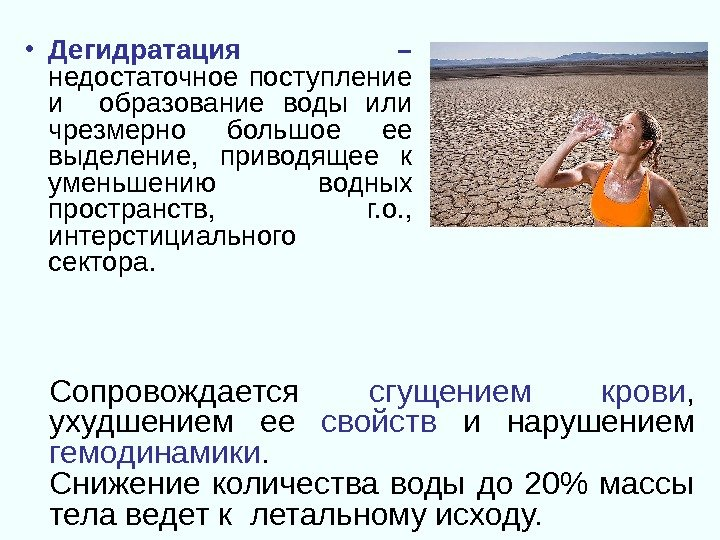 • Дегидратация –
недостаточное поступление
и образование воды или
чрезмерно большое ее
выделение, приводящее к
уменьшению водных
пространств, г.о. ,
интерстициального
сектора.
Сопровождается сгущением крови,
ухудшением ее свойств и нарушением
гемодинамики.
Снижение количества воды до 20% массы
тела ведет к летальному исходу.